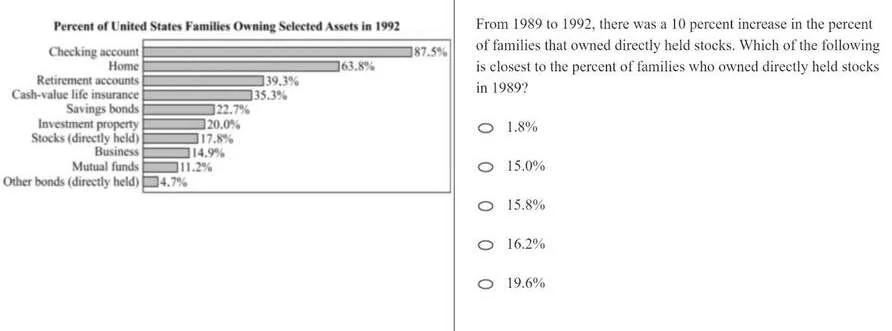 Percent of United States Families Owning Selected Assets in 1992
Checking account 87.5%
Home 63.8%
Retirement accounts 39.3%
Cash-value life insurance 35.3%
Savings bonds 22.7%
Investment property 20.0%
Stocks (directly held) 17.8%
Business 14.9%
Mutual funds 11.2%
Other bonds (directly held) 4.7%
From 1989 to 1992, there was a 10 percent increase in the percent
of families that owned directly held stocks. Which of the following
is closest to the percent of families who owned directly held stocks
in 1989?
1.8%
15.0%
15.8%
16.2%
19.6%